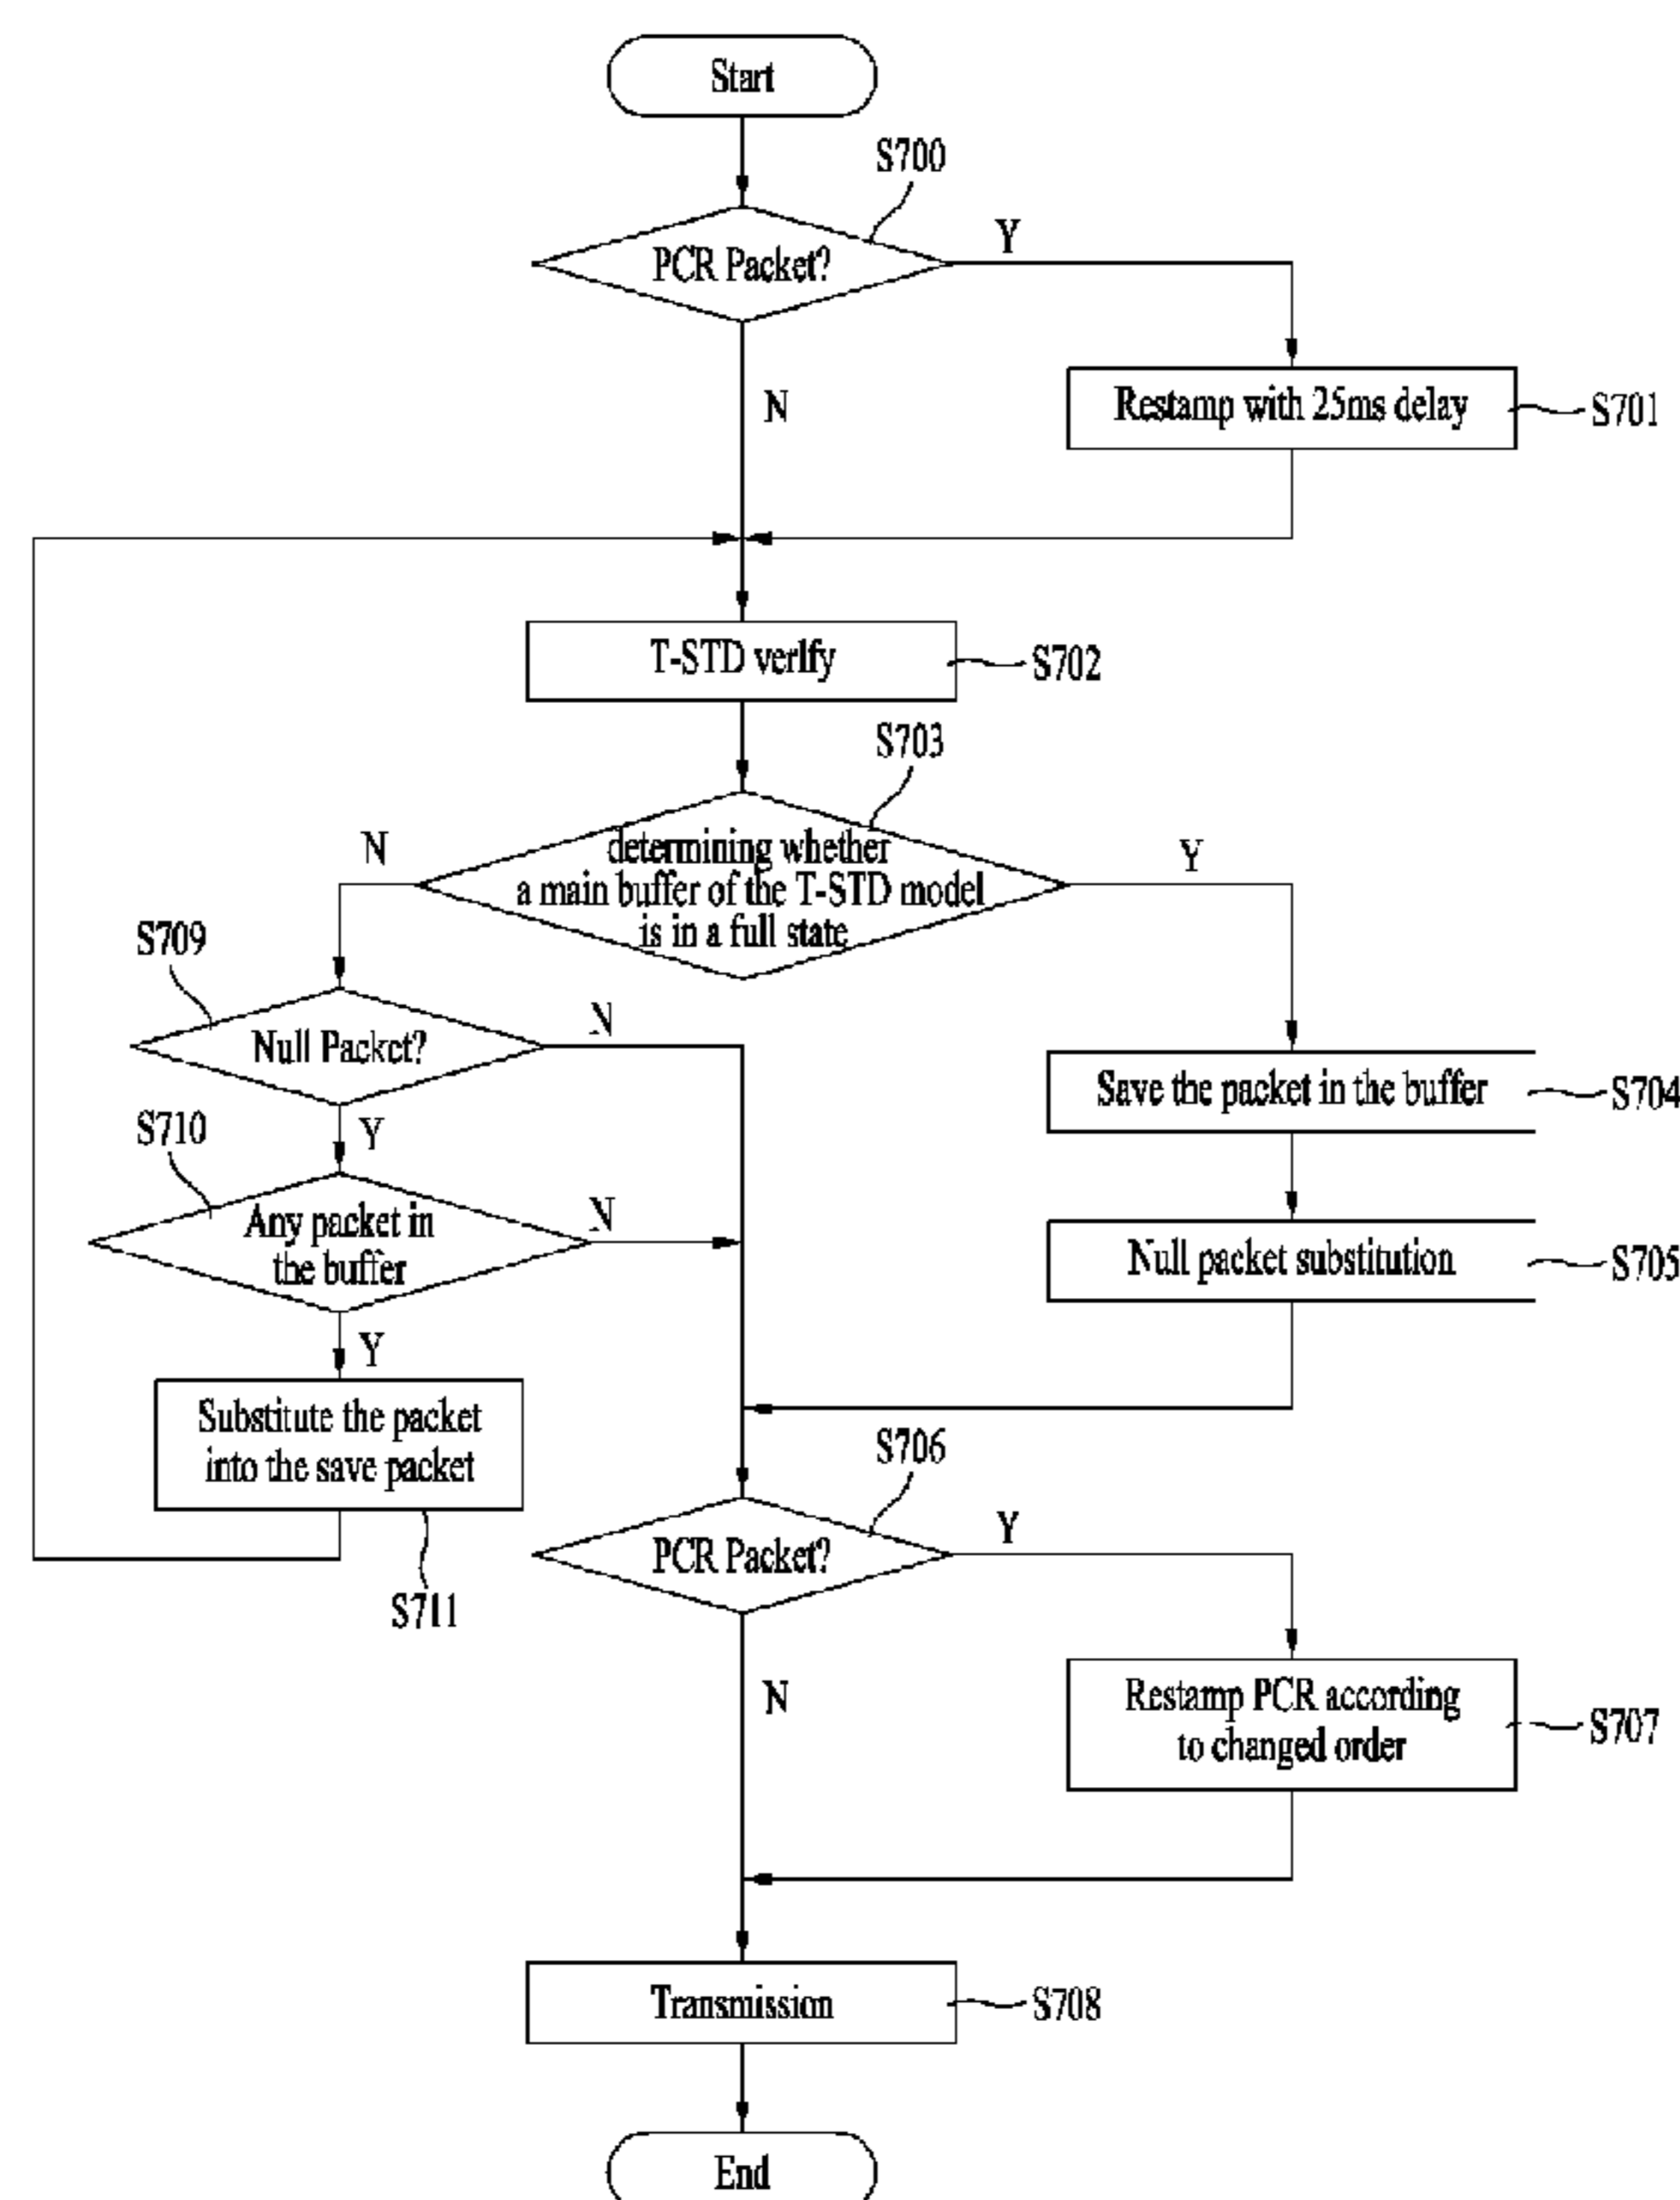 Start
S700
PCR Packet?
Y
N
Restamp with 25ms delay
S701
T-STD verify
S702
S703
determining whether
a main buffer of the T-STD model
is in a full state
N
Y
S709
Null Packet?
N
Y
Save the packet in the buffer
S704
S710
Any packet in
the buffer
N
Y
Null packet substitution
S705
Substitute the packet
into the save packet
S711
S706
PCR Packet?
Y
N
Restamp PCR according
to changed order
S707
Transmission
S708
End